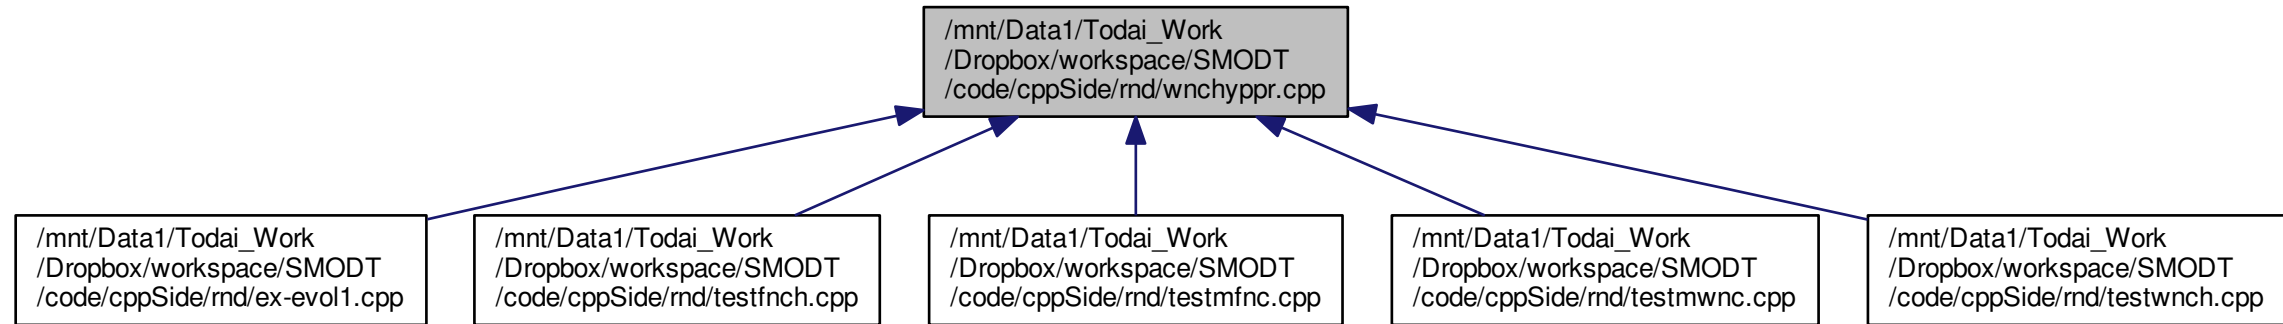 /mnt/Data1/Todai_Work
/Dropbox/workspace/SMODT
/code/cppSide/rnd/wnchyppr.cpp
/mnt/Data1/Todai_Work
/Dropbox/workspace/SMODT
/code/cppSide/rnd/ex-evol1.cpp
/mnt/Data1/Todai_Work
/Dropbox/workspace/SMODT
/code/cppSide/rnd/testfnch.cpp
/mnt/Data1/Todai_Work
/Dropbox/workspace/SMODT
/code/cppSide/rnd/testmfnc.cpp
/mnt/Data1/Todai_Work
/Dropbox/workspace/SMODT
/code/cppSide/rnd/testmwnc.cpp
/mnt/Data1/Todai_Work
/Dropbox/workspace/SMODT
/code/cppSide/rnd/testwnch.cpp